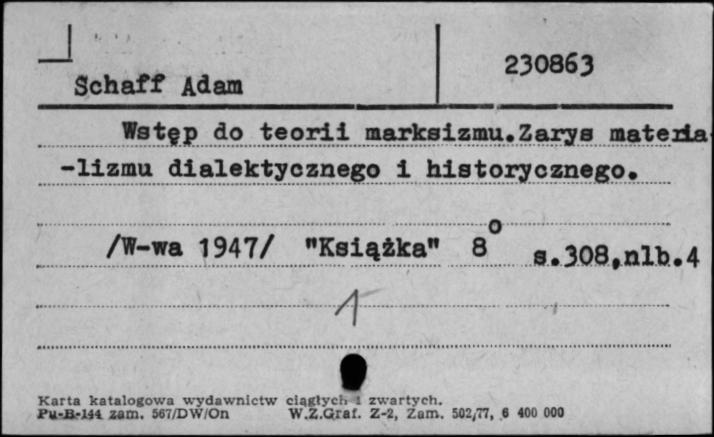 230863
Schaff Adam
Wstęp do teorii marksizmu.Zarys materia-
-lizmu dialektycznego i historycznego.
/W-wa 1947/ "Książka" 8o s.308,nlb.4
1
Karta katalogowa wydawnictw ciągłych i zwartych.
Pu-B-144 zam. 567/DW/On W.Z.Graf. Z-2, Zam. 502,77, 6 400 000